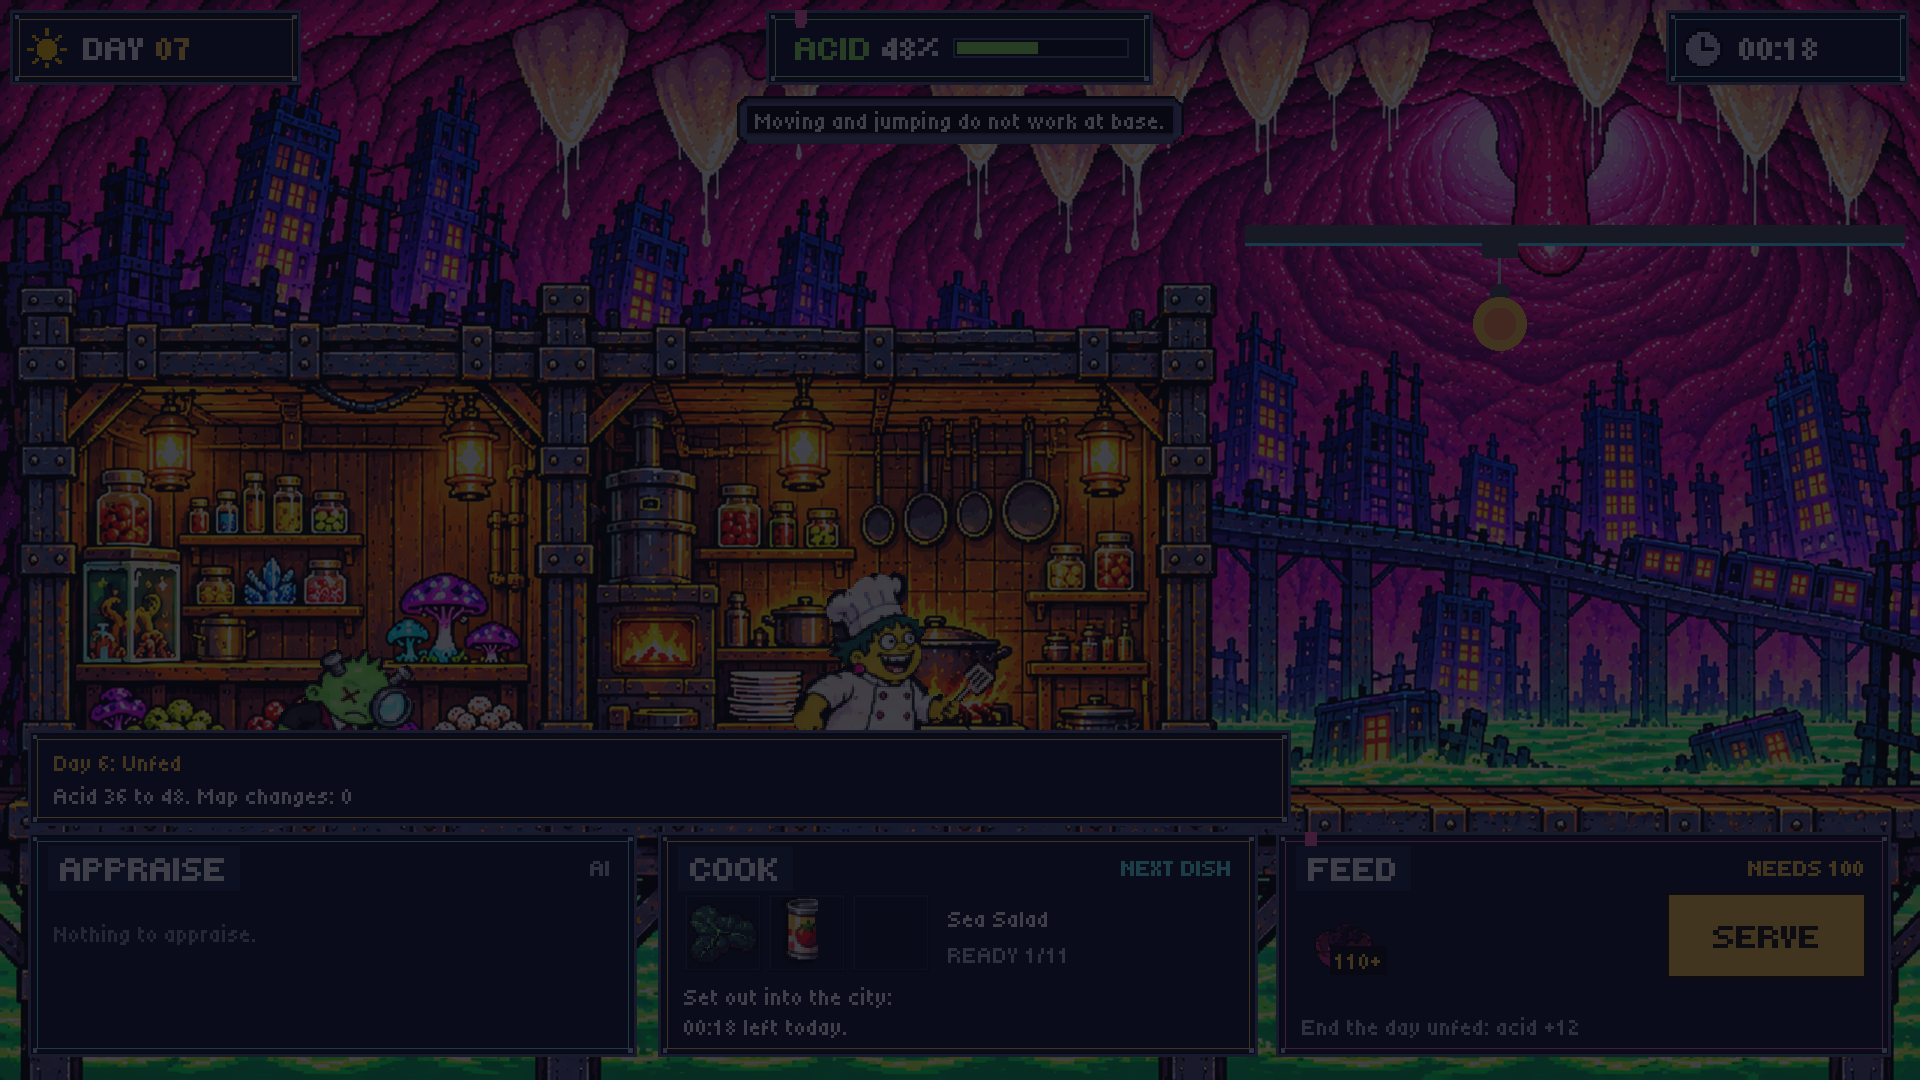 DAY 07
ACID 48%
00:18
Moving and jumping do not work at base.
Day 6: Unfed
Acid 36 to 48. Map changes: 0
APPRAISE
AI
Nothing to appraise.
COOK
NEXT DISH
Sea Salad
READY 1/11
Set out into the city:
00:18 left today.
FEED
NEEDS 100
110+
SERVE
End the day unfed: acid +12